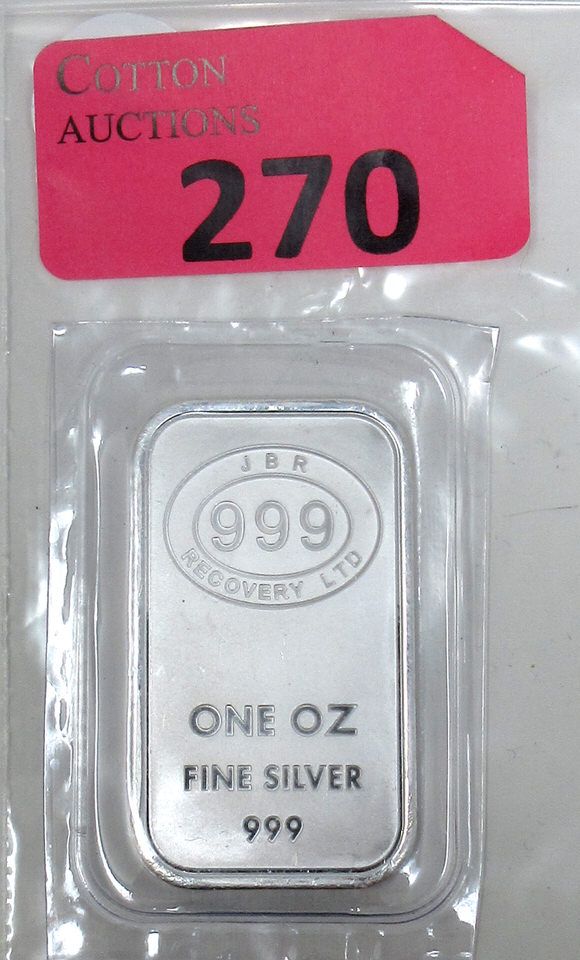 COTTON
AUCTIONS
270
JBR
999
RECOVERY LTD
ONE OZ
FINE SILVER
999